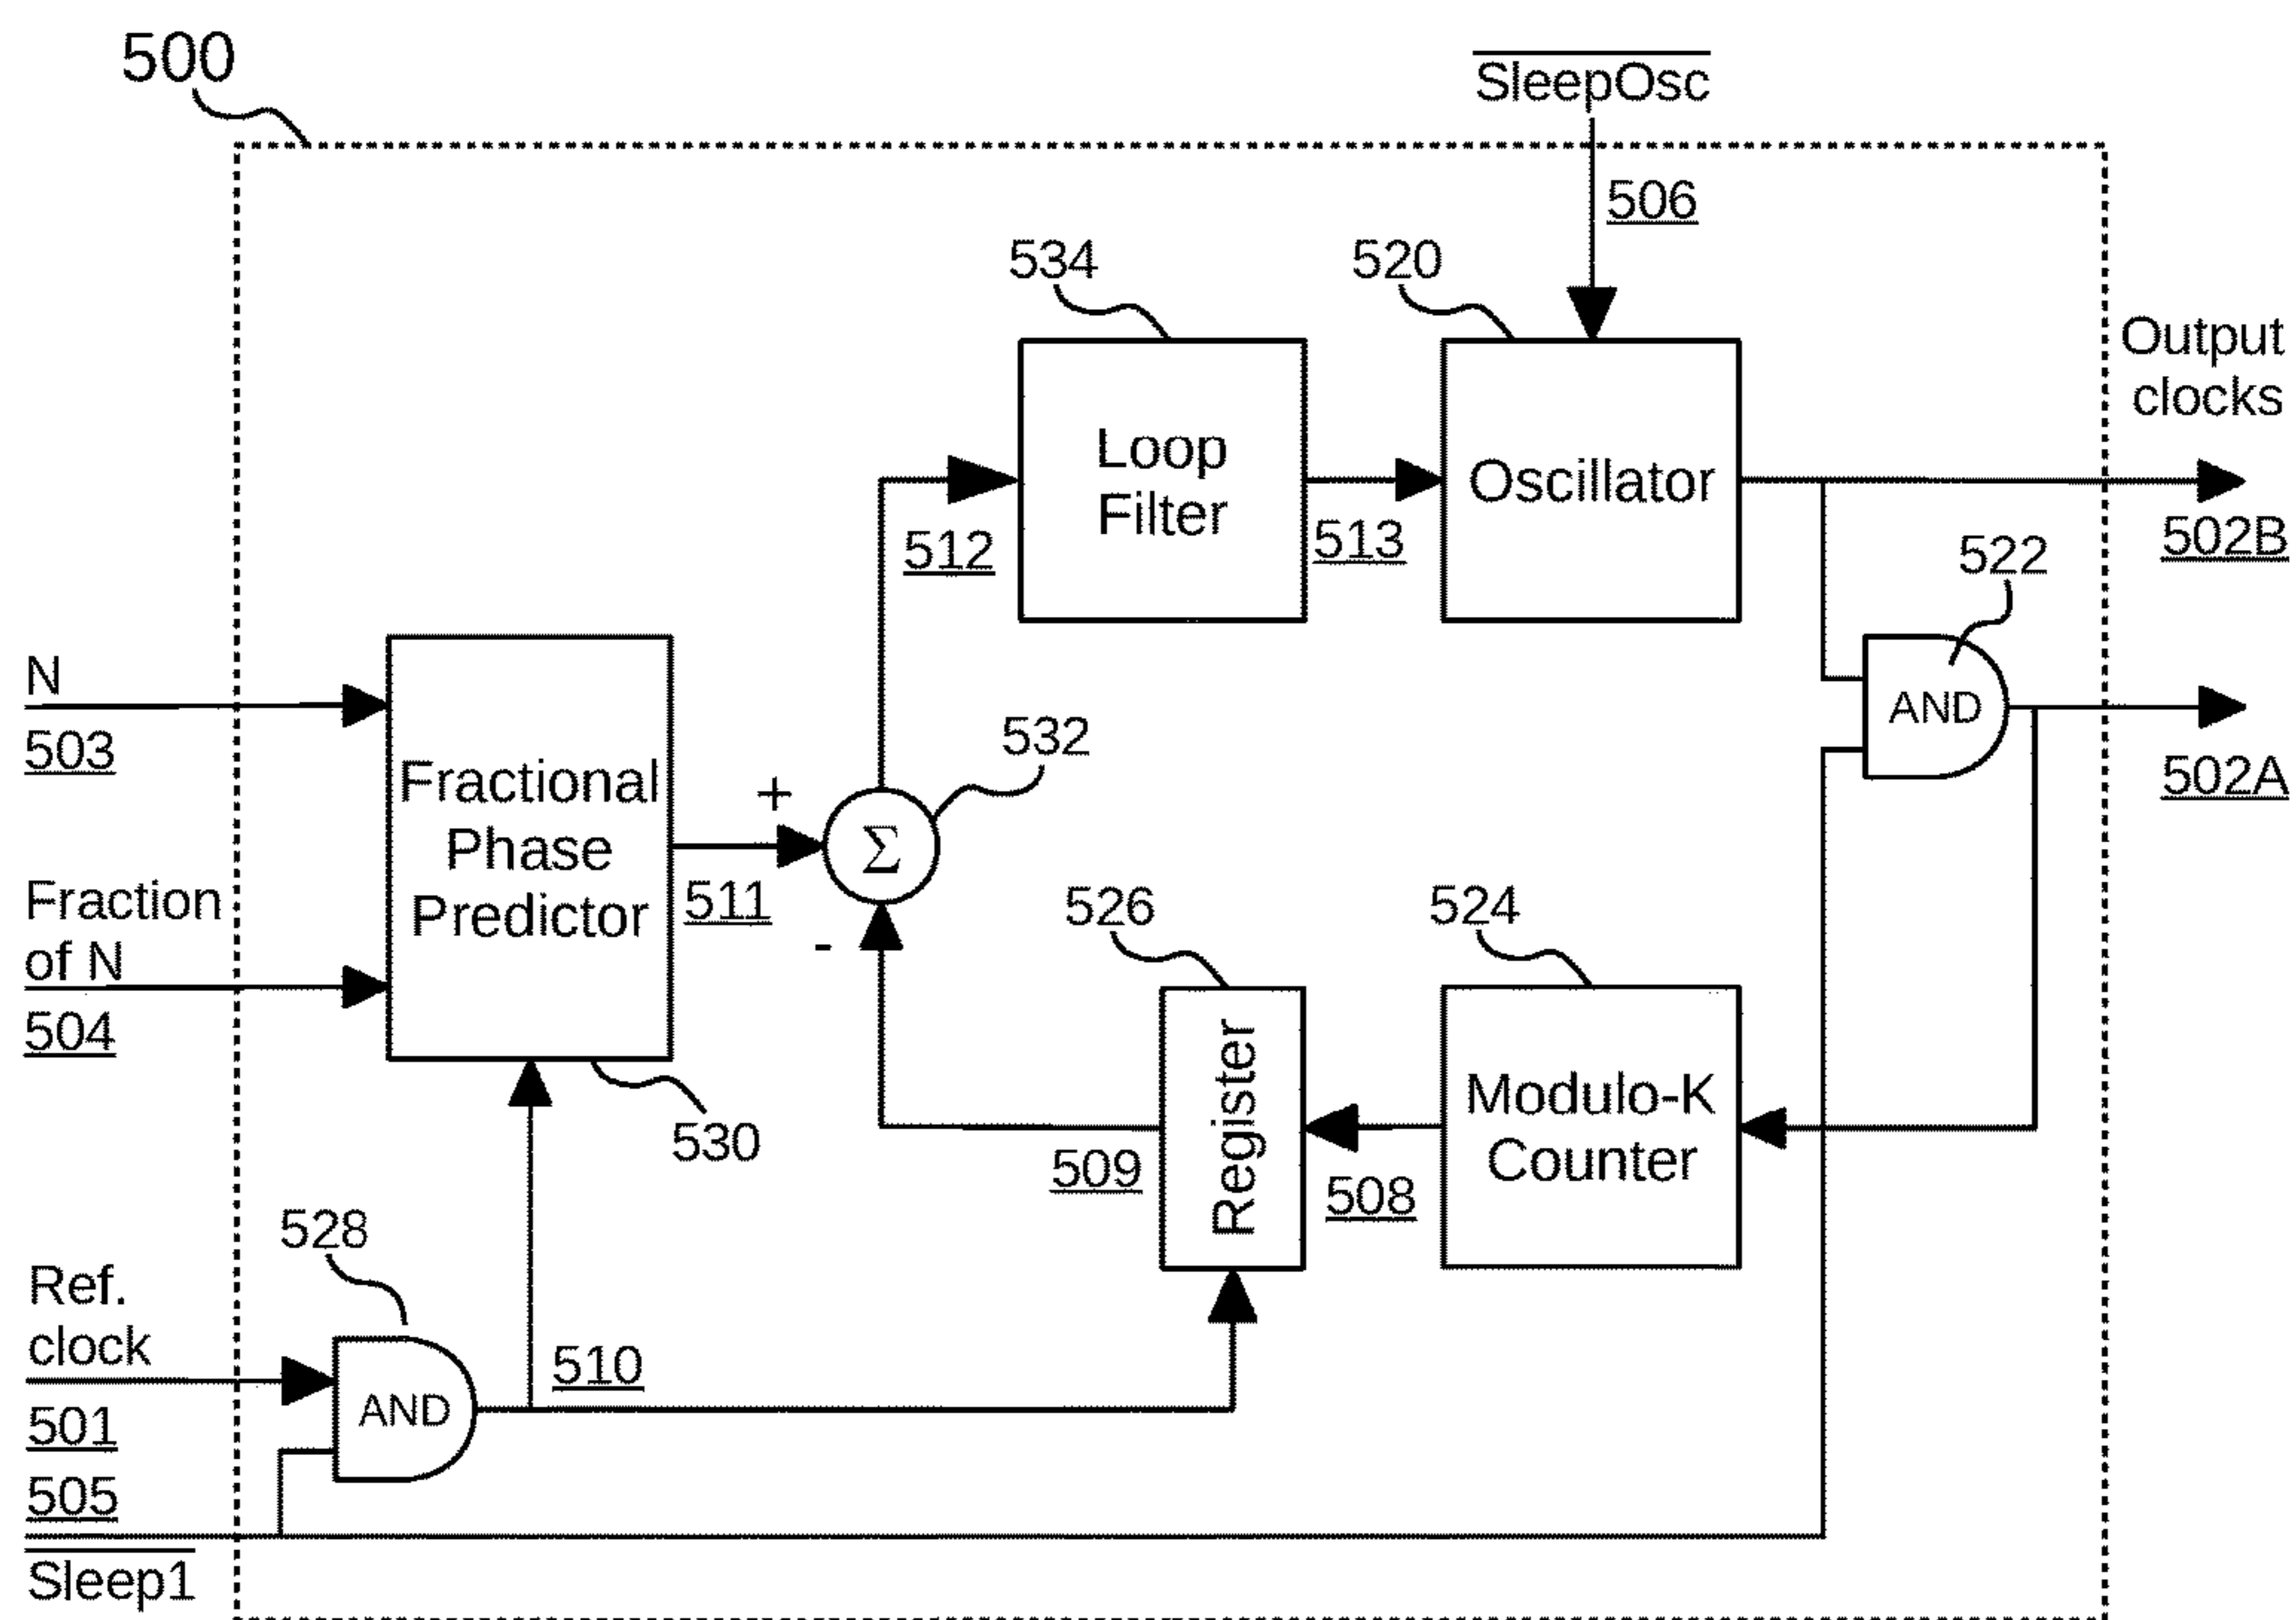 500
SleepOsc
506
534
520
Output
clocks
Loop
Filter
Oscillator
512
513
502B
522
N
503
AND
502A
532
Fractional
Phase
Predictor
+
Σ
511
-
Fraction
of N
504
526
524
Register
Modulo-K
Counter
530
509
508
528
Ref.
clock
501
AND
510
505
Sleep1